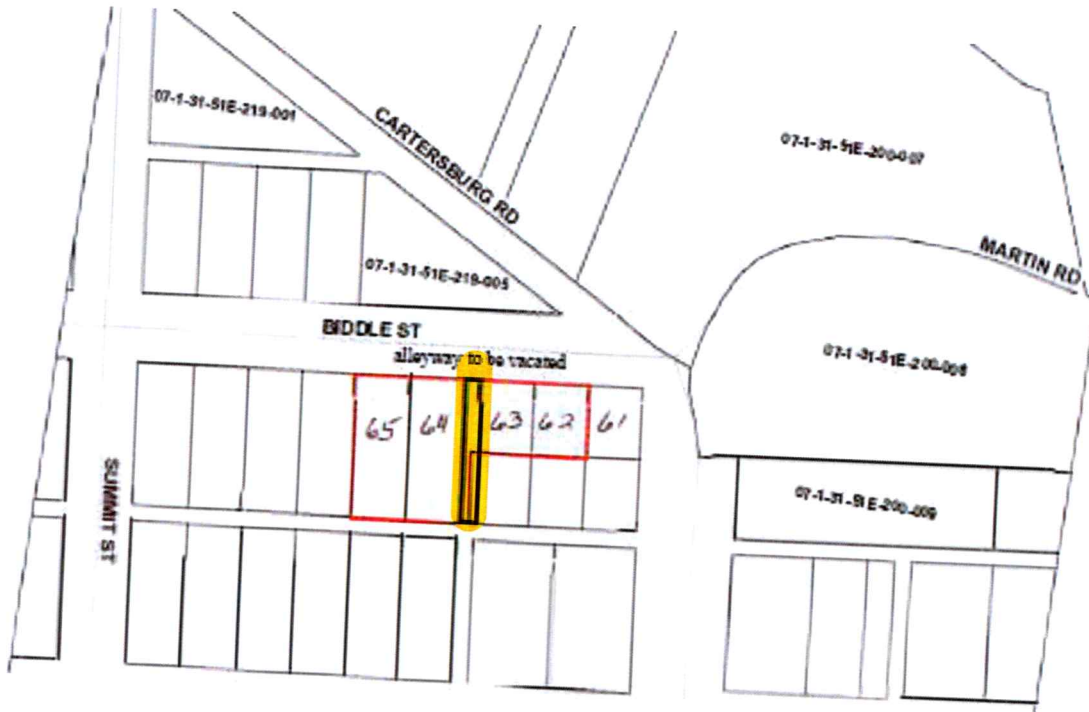 07-1-31-51E-219-001
CARTERSBURG RD
07-1-31-51E-200-007
MARTIN RD
07-1-31-51E-219-005
BIDDLE ST
alleyway to be vacated
07-1-31-51E-200-008
65 64 63 62 61
SUMMIT ST
07-1-31-51E-200-009